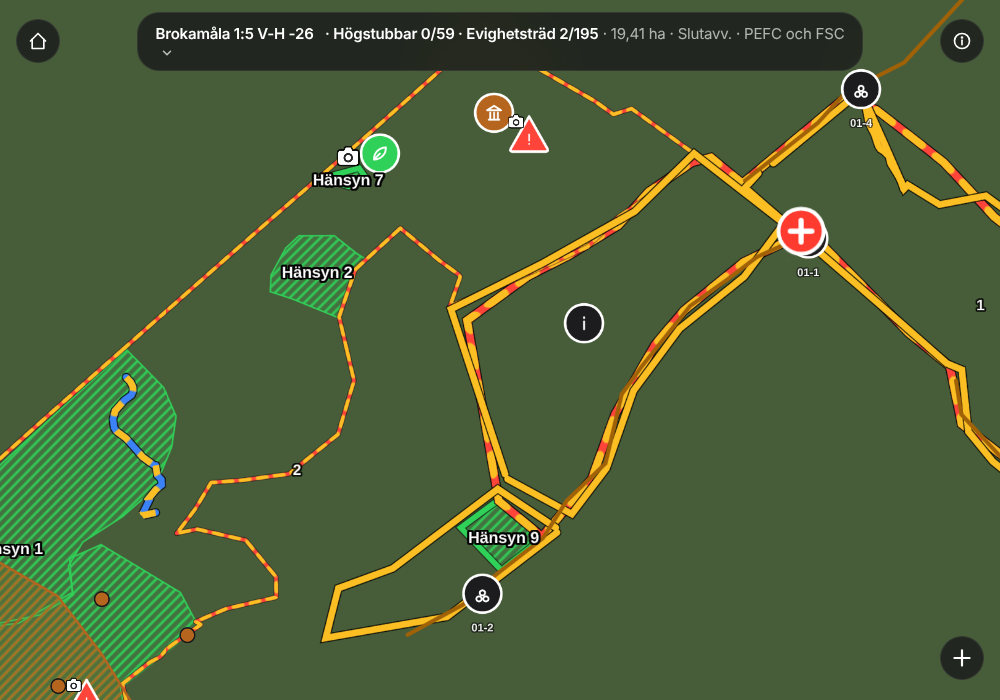 Brokamåla 1:5 V-H -26 · Högstubbar 0/59 · Evighetsträd 2/195 · 19,41 ha · Slutavv. · PEFC och FSC
01-4
Hänsyn 7
Hänsyn 2
01-1
1
2
Hänsyn 9
nsyn 1
01-2